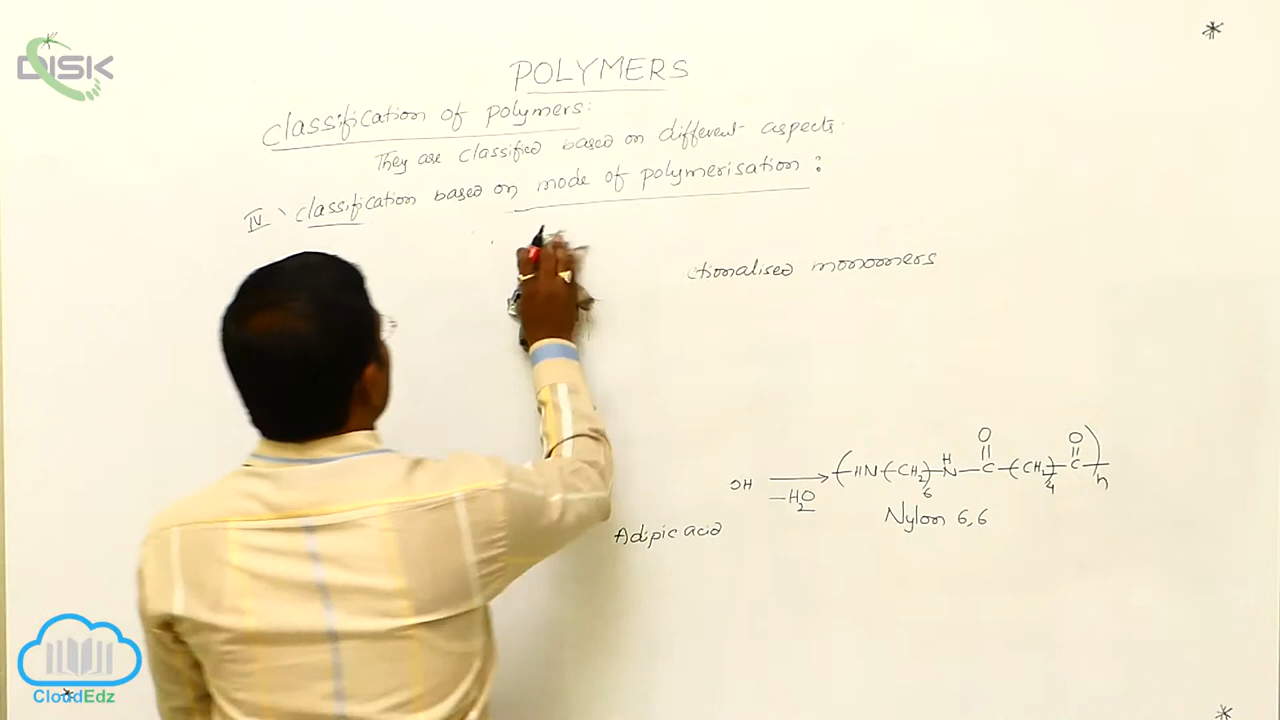 DISK
POLYMERS
Classification of polymers:
They are classified based on different aspects.
IV. classification based on mode of polymerisation :
ctionalised monomers
OH —H2O (HN-(CH2)6-N-C-(CH2)4-C)n
H O O
Nylon 6,6
Adipic acid
CloudEdz